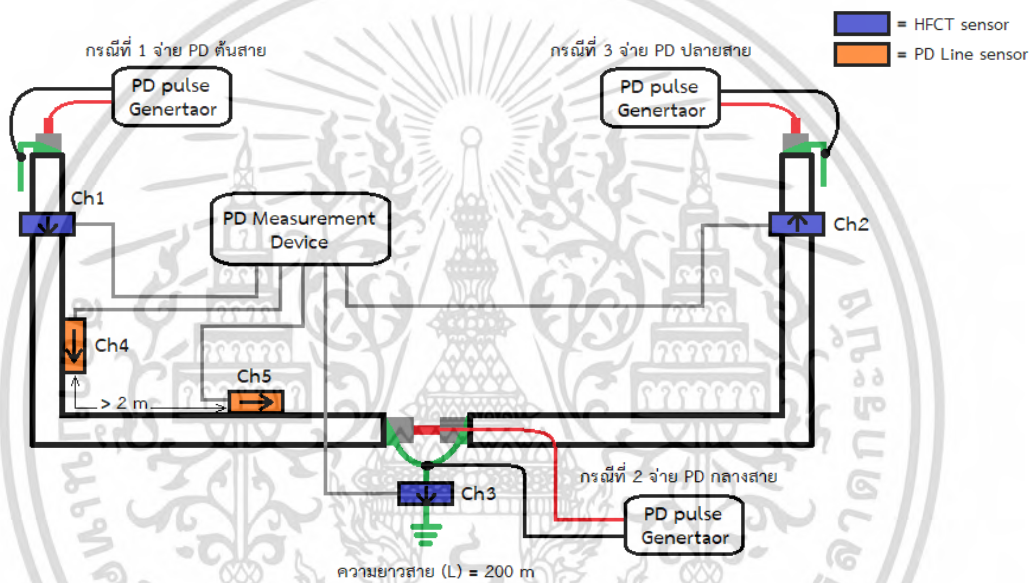 = HFCT sensor
= PD Line sensor
กรณีที่ 1 จ่าย PD ต้นสาย
กรณีที่ 3 จ่าย PD ปลายสาย
PD pulse
Genertaor
PD pulse
Genertaor
Ch1
PD Measurement
Device
Ch2
Ch4
Ch5
> 2 m
กรณีที่ 2 จ่าย PD กลางสาย
Ch3
PD pulse
Genertaor
ความยาวสาย (L) = 200 m